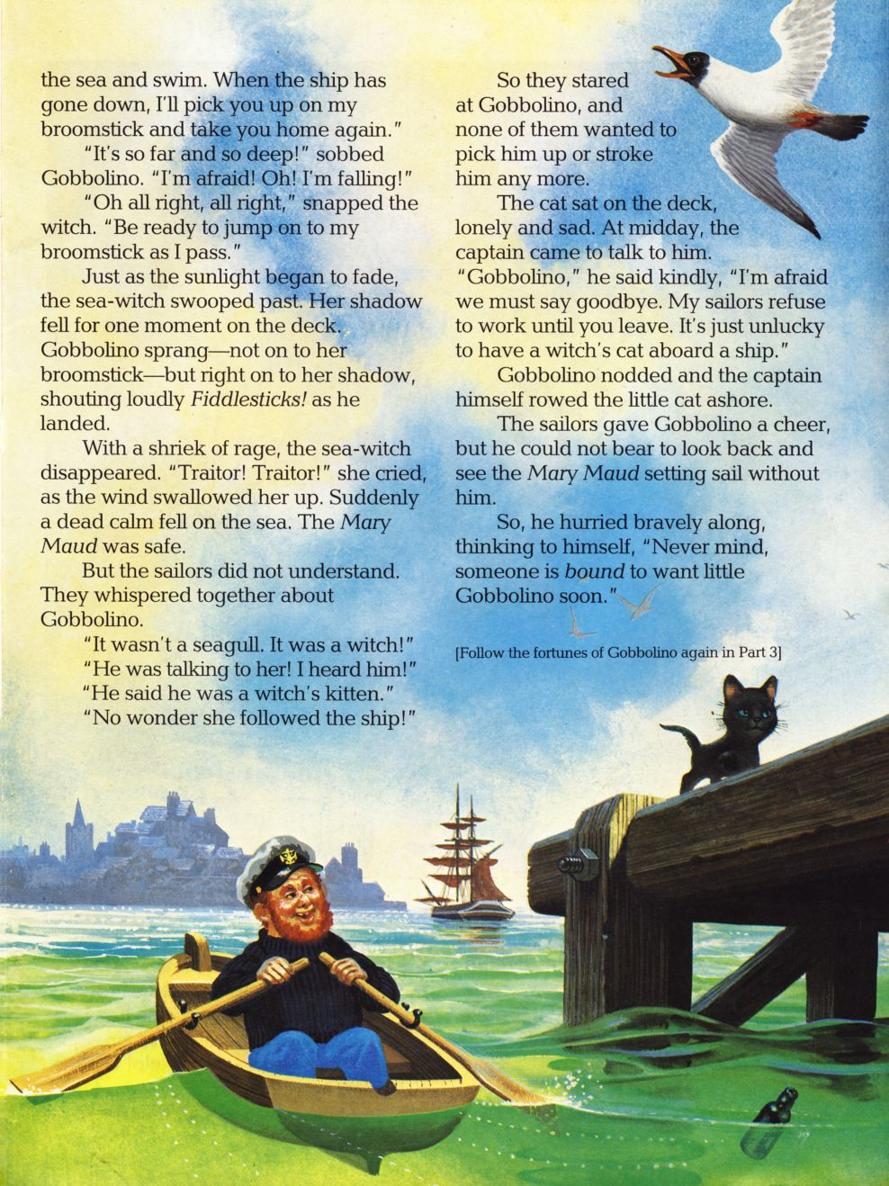 the sea and swim. When the ship has
gone down, I'll pick you up on my
broomstick and take you home again."
"It's so far and so deep!" sobbed
Gobbolino. "I'm afraid! Oh! I'm falling!"
"Oh all right, all right," snapped the
witch. "Be ready to jump on to my
broomstick as I pass."
Just as the sunlight began to fade,
the sea-witch swooped past. Her shadow
fell for one moment on the deck.
Gobbolino sprang—not on to her
broomstick—but right on to her shadow,
shouting loudly Fiddlesticks! as he
landed.
With a shriek of rage, the sea-witch
disappeared. "Traitor! Traitor!" she cried,
as the wind swallowed her up. Suddenly
a dead calm fell on the sea. The Mary
Maud was safe.
But the sailors did not understand.
They whispered together about
Gobbolino.
"It wasn't a seagull. It was a witch!"
"He was talking to her! I heard him!"
"He said he was a witch's kitten."
"No wonder she followed the ship!"
So they stared
at Gobbolino, and
none of them wanted to
pick him up or stroke
him any more.
The cat sat on the deck,
lonely and sad. At midday, the
captain came to talk to him.
"Gobbolino," he said kindly, "I'm afraid
we must say goodbye. My sailors refuse
to work until you leave. It's just unlucky
to have a witch's cat aboard a ship."
Gobbolino nodded and the captain
himself rowed the little cat ashore.
The sailors gave Gobbolino a cheer,
but he could not bear to look back and
see the Mary Maud setting sail without
him.
So, he hurried bravely along,
thinking to himself, "Never mind,
someone is bound to want little
Gobbolino soon."
[Follow the fortunes of Gobbolino again in Part 3]